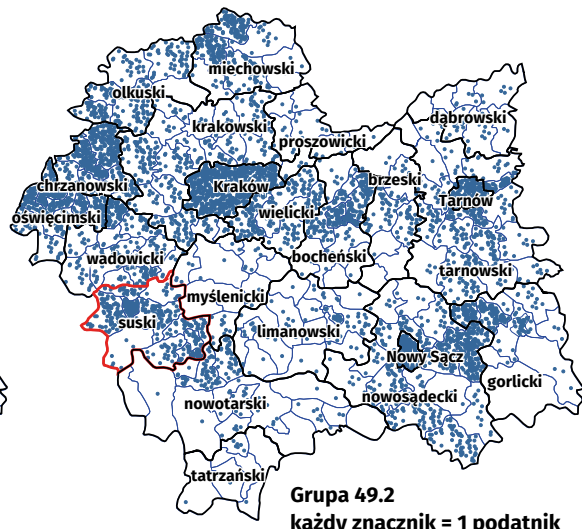 miechowski
olkuski
dąbrowski
krakowski
proszowicki
chrzanowski
Kraków
brzeski
Tarnów
oświęcimski
wielicki
wadowicki
bocheński
tarnowski
myślenicki
suski
limanowski
Nowy Sącz
gorlicki
nowotarski
nowosądecki
tatrzański
Grupa 49.2
każdy znacznik = 1 podatnik